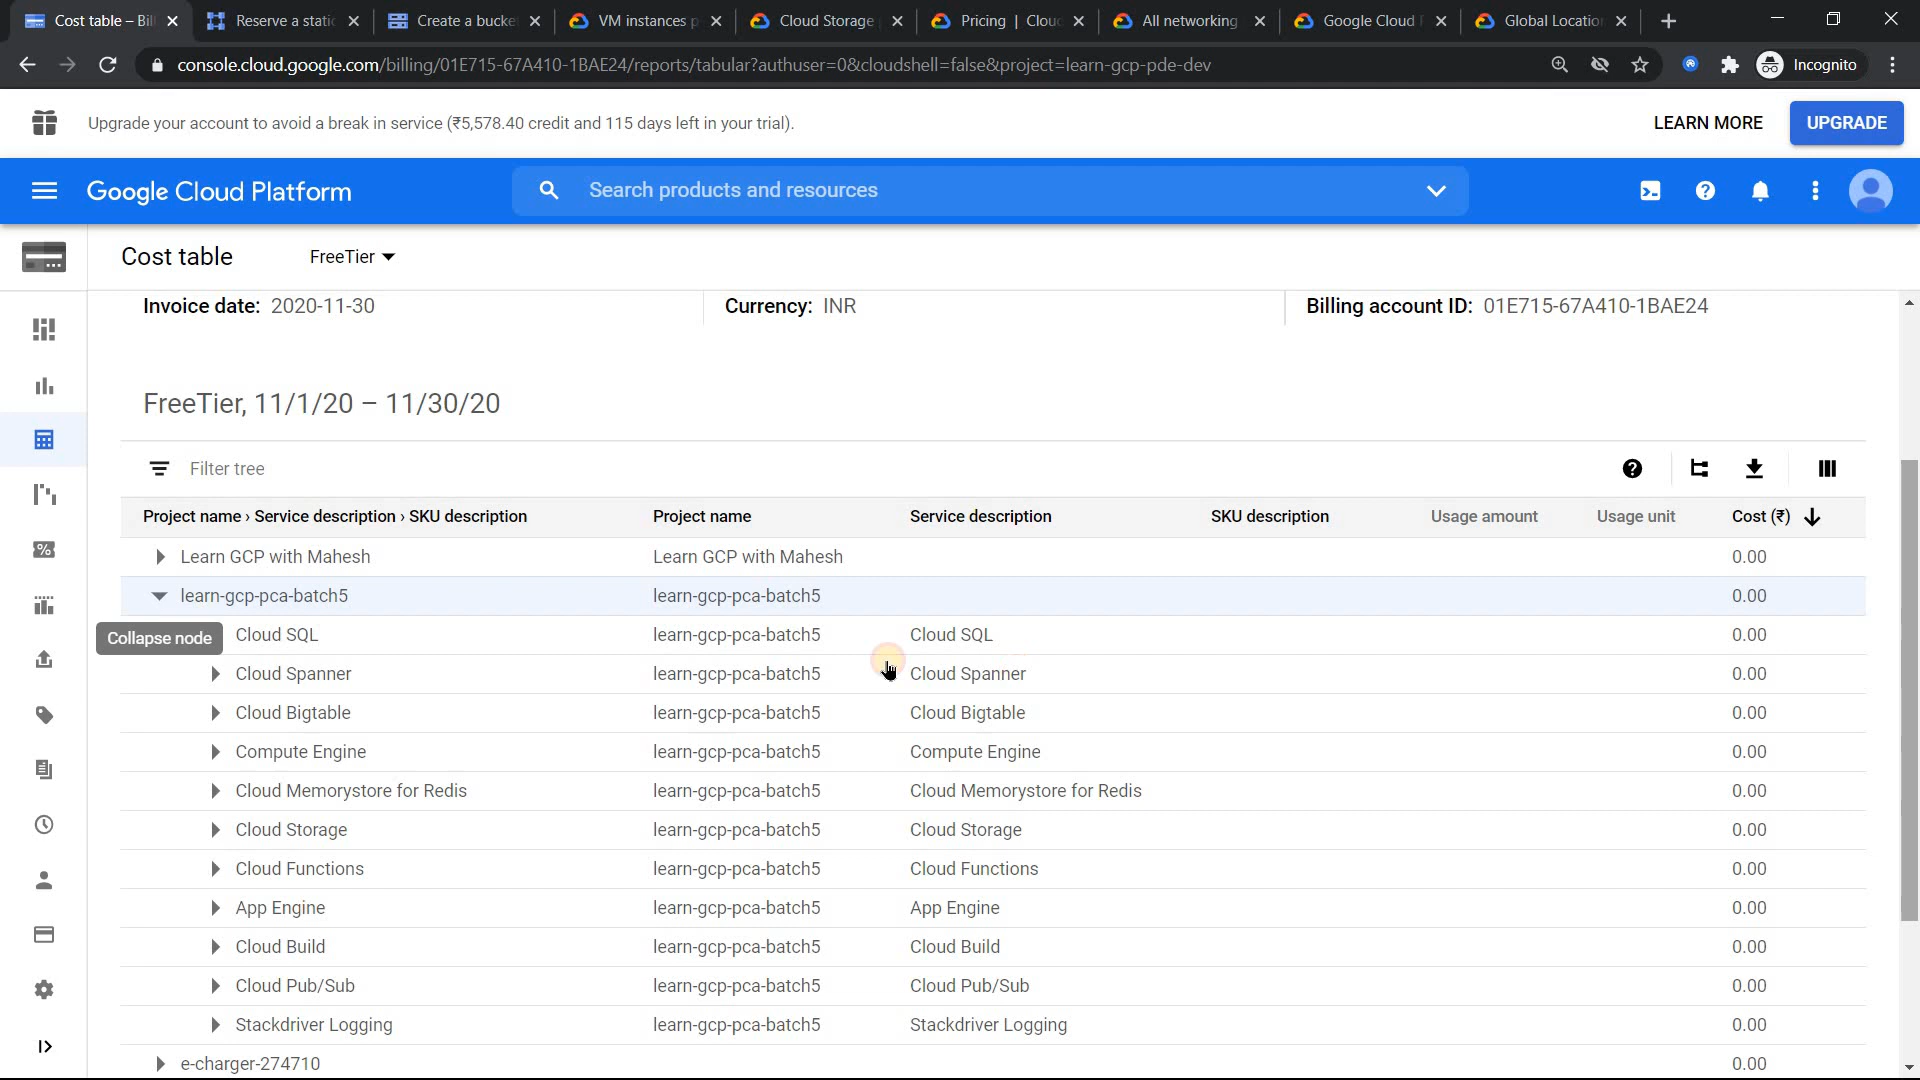 Cost table – Bil
Reserve a static
Create a bucket
VM instances p
Cloud Storage
Pricing | Clou
All networking
Google Cloud
Global Locatio
console.cloud.google.com/billing/01E715-67A410-1BAE24/reports/tabular?authuser=0&cloudshell=false&project=learn-gcp-pde-dev
Incognito
Upgrade your account to avoid a break in service (₹5,578.40 credit and 115 days left in your trial).
LEARN MORE
UPGRADE
Google Cloud Platform
Search products and resources
Cost table
FreeTier
Invoice date: 2020-11-30
Currency: INR
Billing account ID: 01E715-67A410-1BAE24
FreeTier, 11/1/20 – 11/30/20
Filter tree
Project name › Service description › SKU description Project name Service description SKU description Usage amount Usage unit Cost (₹)
Learn GCP with Mahesh Learn GCP with Mahesh 0.00
learn-gcp-pca-batch5 learn-gcp-pca-batch5 0.00
Collapse node
Cloud SQL learn-gcp-pca-batch5 Cloud SQL 0.00
Cloud Spanner learn-gcp-pca-batch5 Cloud Spanner 0.00
Cloud Bigtable learn-gcp-pca-batch5 Cloud Bigtable 0.00
Compute Engine learn-gcp-pca-batch5 Compute Engine 0.00
Cloud Memorystore for Redis learn-gcp-pca-batch5 Cloud Memorystore for Redis 0.00
Cloud Storage learn-gcp-pca-batch5 Cloud Storage 0.00
Cloud Functions learn-gcp-pca-batch5 Cloud Functions 0.00
App Engine learn-gcp-pca-batch5 App Engine 0.00
Cloud Build learn-gcp-pca-batch5 Cloud Build 0.00
Cloud Pub/Sub learn-gcp-pca-batch5 Cloud Pub/Sub 0.00
Stackdriver Logging learn-gcp-pca-batch5 Stackdriver Logging 0.00
e-charger-274710 0.00